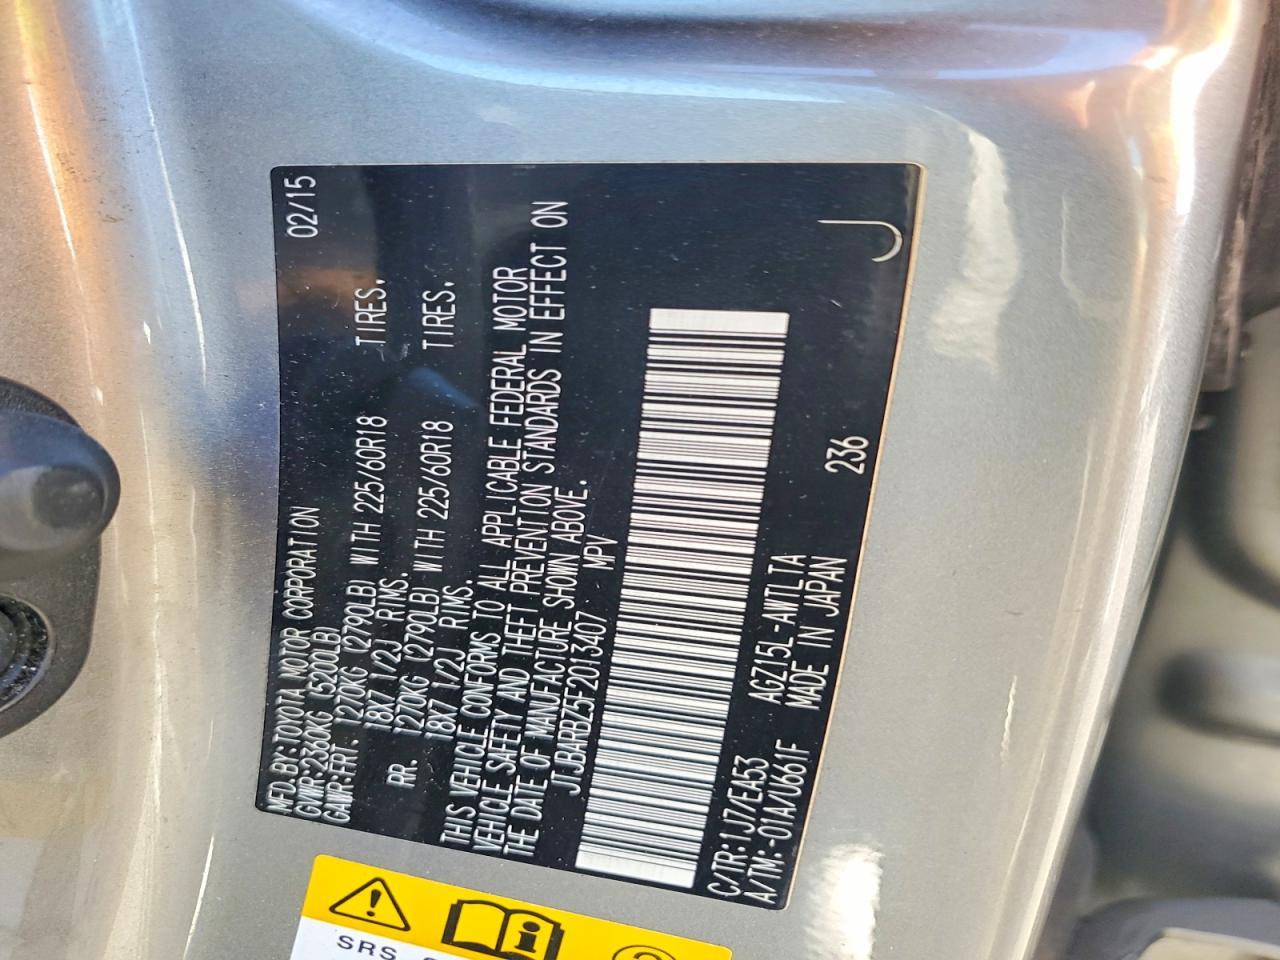 MFD.BY:TOYOTA MOTOR CORPORATION 02/15
GVWR:2360KG (5200LB)
GAWR:FRT. 1270KG (2790LB) WITH 225/60R18 TIRES.
18X7 1/2J RIMS.
RR. 1270KG (2790LB) WITH 225/60R18 TIRES.
18X7 1/2J RIMS.
THIS VEHICLE CONFORMS TO ALL APPLICABLE FEDERAL MOTOR
VEHICLE SAFETY AND THEFT PREVENTION STANDARDS IN EFFECT ON
THE DATE OF MANUFACTURE SHOWN ABOVE.
JTJBARBZ5F2013407 MPV
C/TR:1J7/EA53 AGZ15L-AWTLTA
A/TM:-01A/U661F MADE IN JAPAN 236
J
SRS